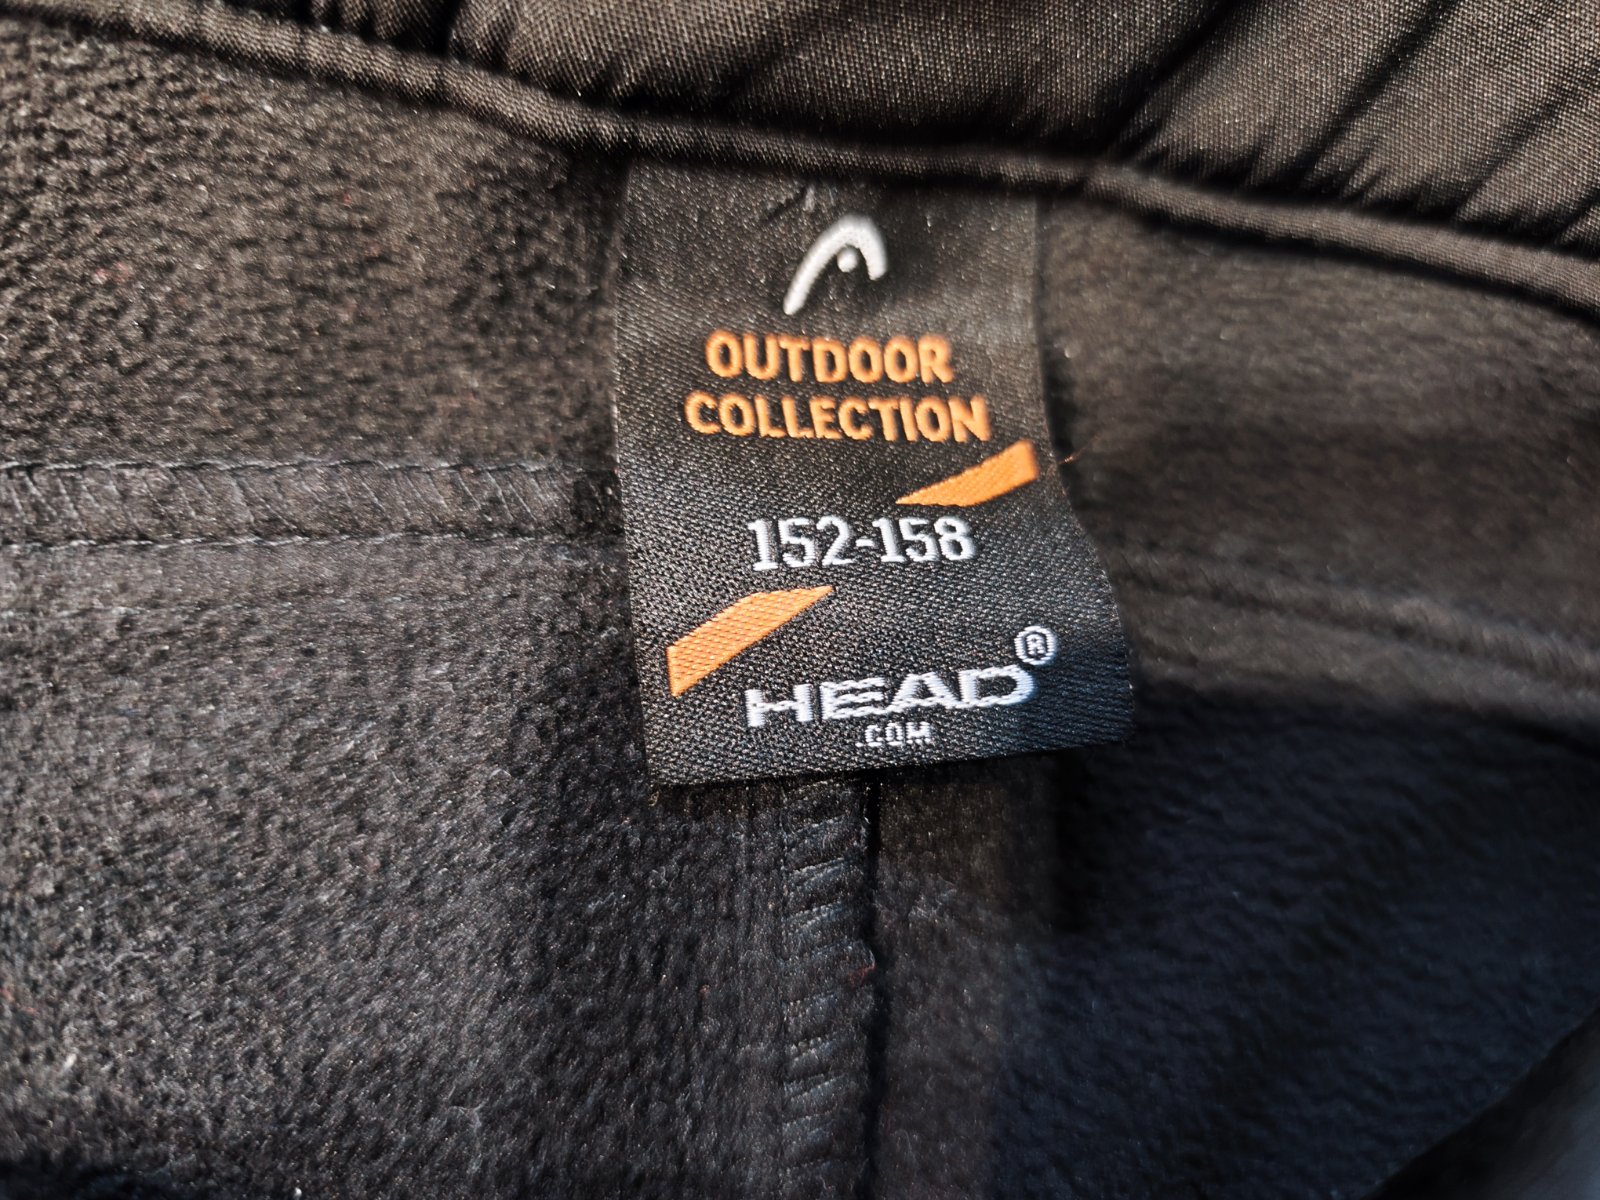 OUTDOOR
COLLECTION
152-158
HEAD®
.COM